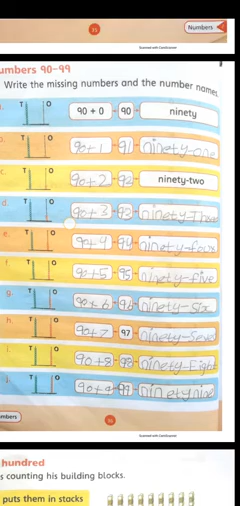 35
Numbers
Scanned with CamScanner
umbers 90-99
Write the missing numbers and the number names
T O 90 + 0 - 90 - ninety
T O 90+1 - 91 - ninety-one
c. T O 90+2 - 92 - ninety-two
d. T O 90+3 - 93 - ninety-Three
e. T O 90+4 - 94 - ninety-four
f. T O 90+5 - 95 - ninety-five
g. T O 90+6 - 96 - ninety-six
h. T O 90+7 - 97 - ninety-Seven
i. T O 90+8 - 98 - ninety-Eight
T O 90+9 - 99 - ninetynine
mbers
Scanned with CamScanner
hundred
s counting his building blocks.
puts them in stacks